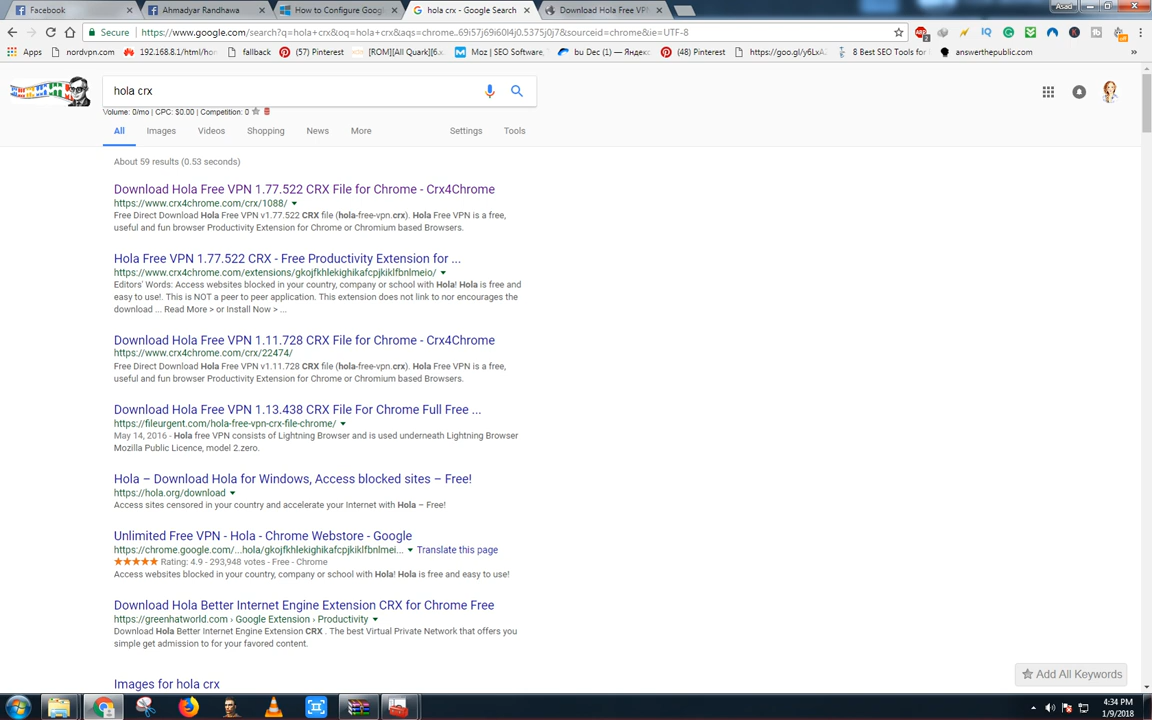 Facebook
Ahmadyar Randhawa
How to Configure Googl
hola crx - Google Search
Download Hola Free VPN
Asad
Secure
https://www.google.com/search?q=hola+crx&oq=hola+crx&aqs=chrome..69i57j69i60l4j0.5375j0j7&sourceid=chrome&ie=UTF-8
Apps
nordvpn.com
192.168.8.1/html/hom
fallback
(57) Pinterest
[ROM][All Quark][6.x
Moz | SEO Software,
bu Dec (1) — Яндекс
(48) Pinterest
https://goo.gl/y6LxA
8 Best SEO Tools for
answerthepublic.com
hola crx
Volume: 0/mo | CPC: $0.00 | Competition: 0
All
Images
Videos
Shopping
News
More
Settings
Tools
About 59 results (0.53 seconds)
Download Hola Free VPN 1.77.522 CRX File for Chrome - Crx4Chrome
https://www.crx4chrome.com/crx/1088/
Free Direct Download Hola Free VPN v1.77.522 CRX file (hola-free-vpn.crx). Hola Free VPN is a free,
useful and fun browser Productivity Extension for Chrome or Chromium based Browsers.
Hola Free VPN 1.77.522 CRX - Free Productivity Extension for ...
https://www.crx4chrome.com/extensions/gkojfkhlekighikafcpjkiklfbnlmeio/
Editors' Words: Access websites blocked in your country, company or school with Hola! Hola is free and
easy to use!. This is NOT a peer to peer application. This extension does not link to nor encourages the
download ... Read More > or Install Now > ...
Download Hola Free VPN 1.11.728 CRX File for Chrome - Crx4Chrome
https://www.crx4chrome.com/crx/22474/
Free Direct Download Hola Free VPN v1.11.728 CRX file (hola-free-vpn.crx). Hola Free VPN is a free,
useful and fun browser Productivity Extension for Chrome or Chromium based Browsers.
Download Hola Free VPN 1.13.438 CRX File For Chrome Full Free ...
https://fileurgent.com/hola-free-vpn-crx-file-chrome/
May 14, 2016 - Hola free VPN consists of Lightning Browser and is used underneath Lightning Browser
Mozilla Public Licence, model 2.zero.
Hola – Download Hola for Windows, Access blocked sites – Free!
https://hola.org/download
Access sites censored in your country and accelerate your Internet with Hola – Free!
Unlimited Free VPN - Hola - Chrome Webstore - Google
https://chrome.google.com/...hola/gkojfkhlekighikafcpjkiklfbnlmei... Translate this page
Rating: 4.9 - 293,948 votes - Free - Chrome
Access websites blocked in your country, company or school with Hola! Hola is free and easy to use!
Download Hola Better Internet Engine Extension CRX for Chrome Free
https://greenhatworld.com › Google Extension › Productivity
Download Hola Better Internet Engine Extension CRX . The best Virtual Private Network that offers you
simple get admission to for your favored content.
Images for hola crx
Add All Keywords
4:34 PM
1/9/2018